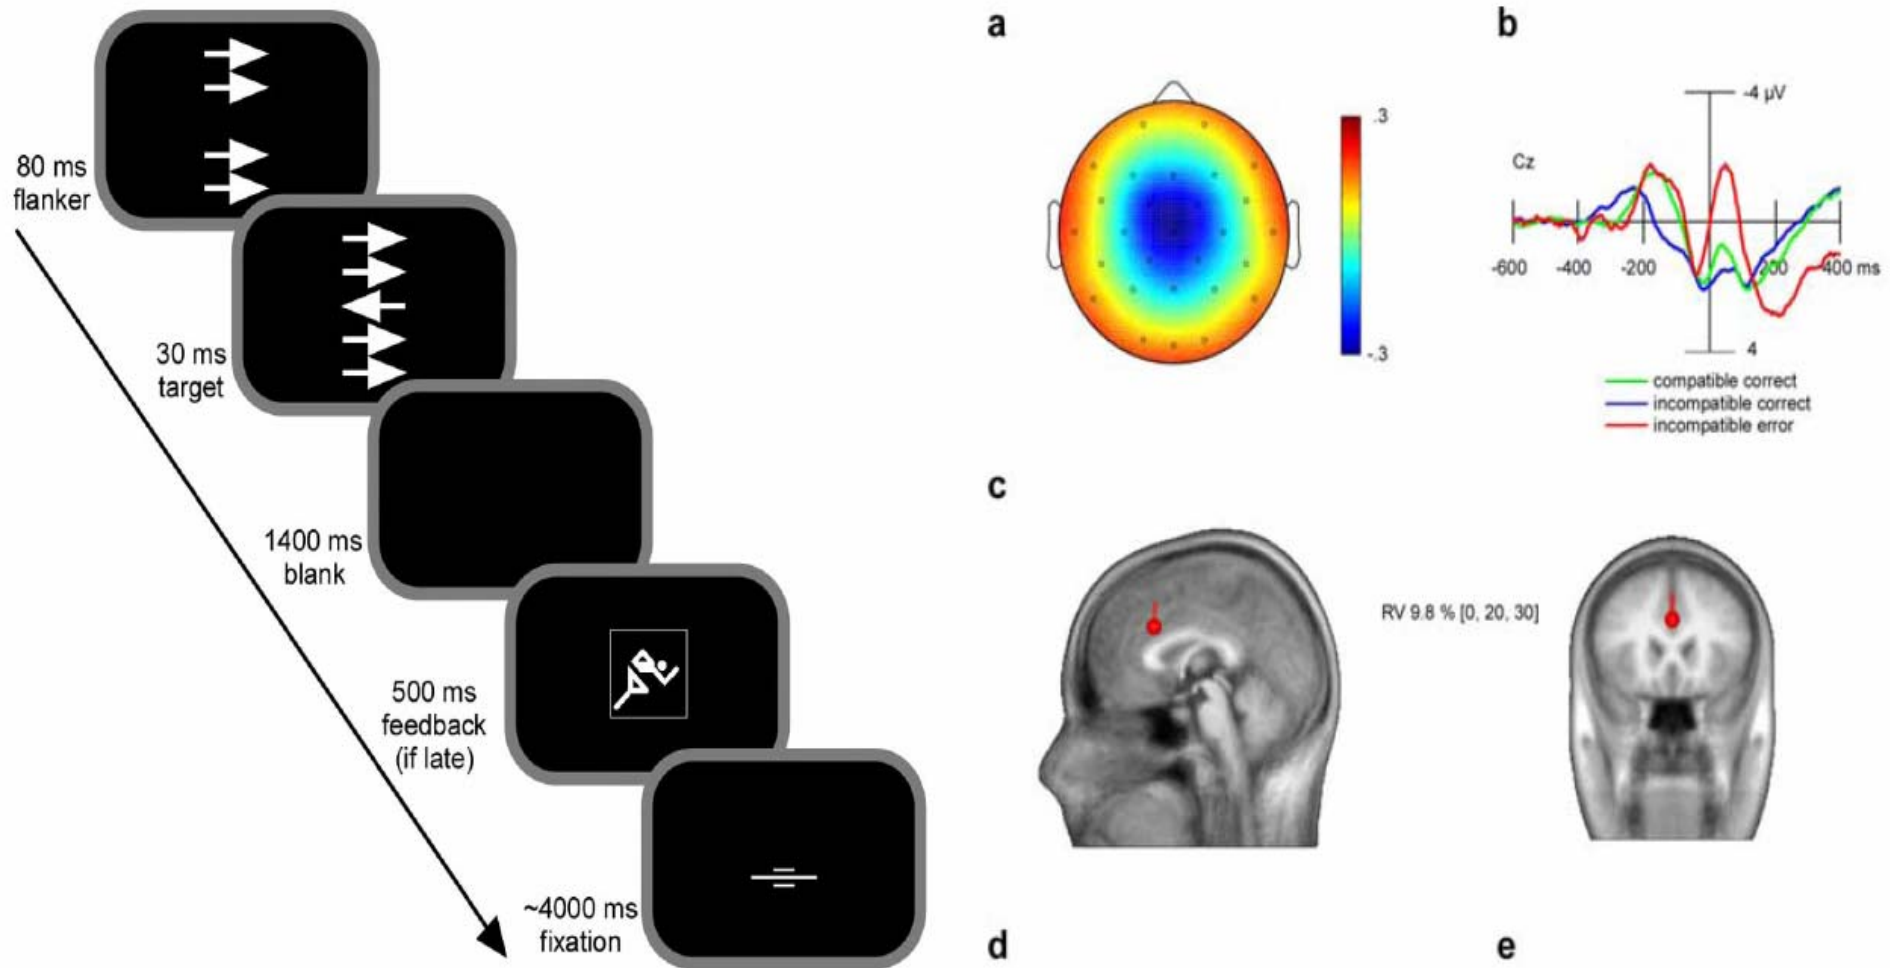 80 ms
flanker
30 ms
target
1400 ms
blank
500 ms
feedback
(if late)
~4000 ms
fixation
a
.3
-.3
b
-4 µV
Cz
-600
-400
-200
200
400 ms
4
compatible correct
incompatible correct
incompatible error
c
RV 9.8 % [0, 20, 30]
d
e